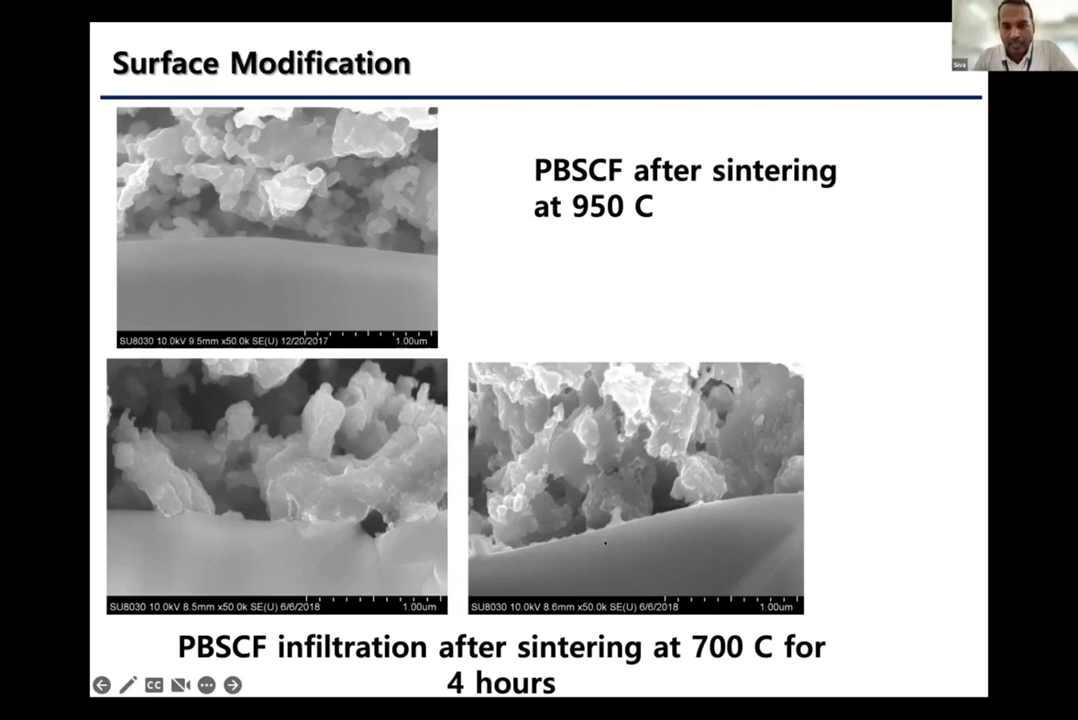 Surface Modification
Siva
PBSCF after sintering
at 950 C
SU8030 10.0kV 9.5mm x50.0k SE(U) 12/20/2017 1.00um
SU8030 10.0kV 8.5mm x50.0k SE(U) 6/6/2018 1.00um
SU8030 10.0kV 8.6mm x50.0k SE(U) 6/6/2018 1.00um
PBSCF infiltration after sintering at 700 C for
4 hours
CC